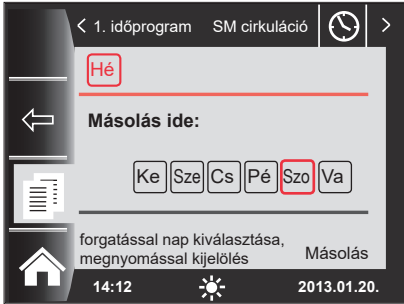 < 1. időprogram SM cirkuláció >
Hé
Másolás ide:
Ke Sze Cs Pé Szo Va
forgatással nap kiválasztása,
megnyomással kijelölés Másolás
14:12 2013.01.20.